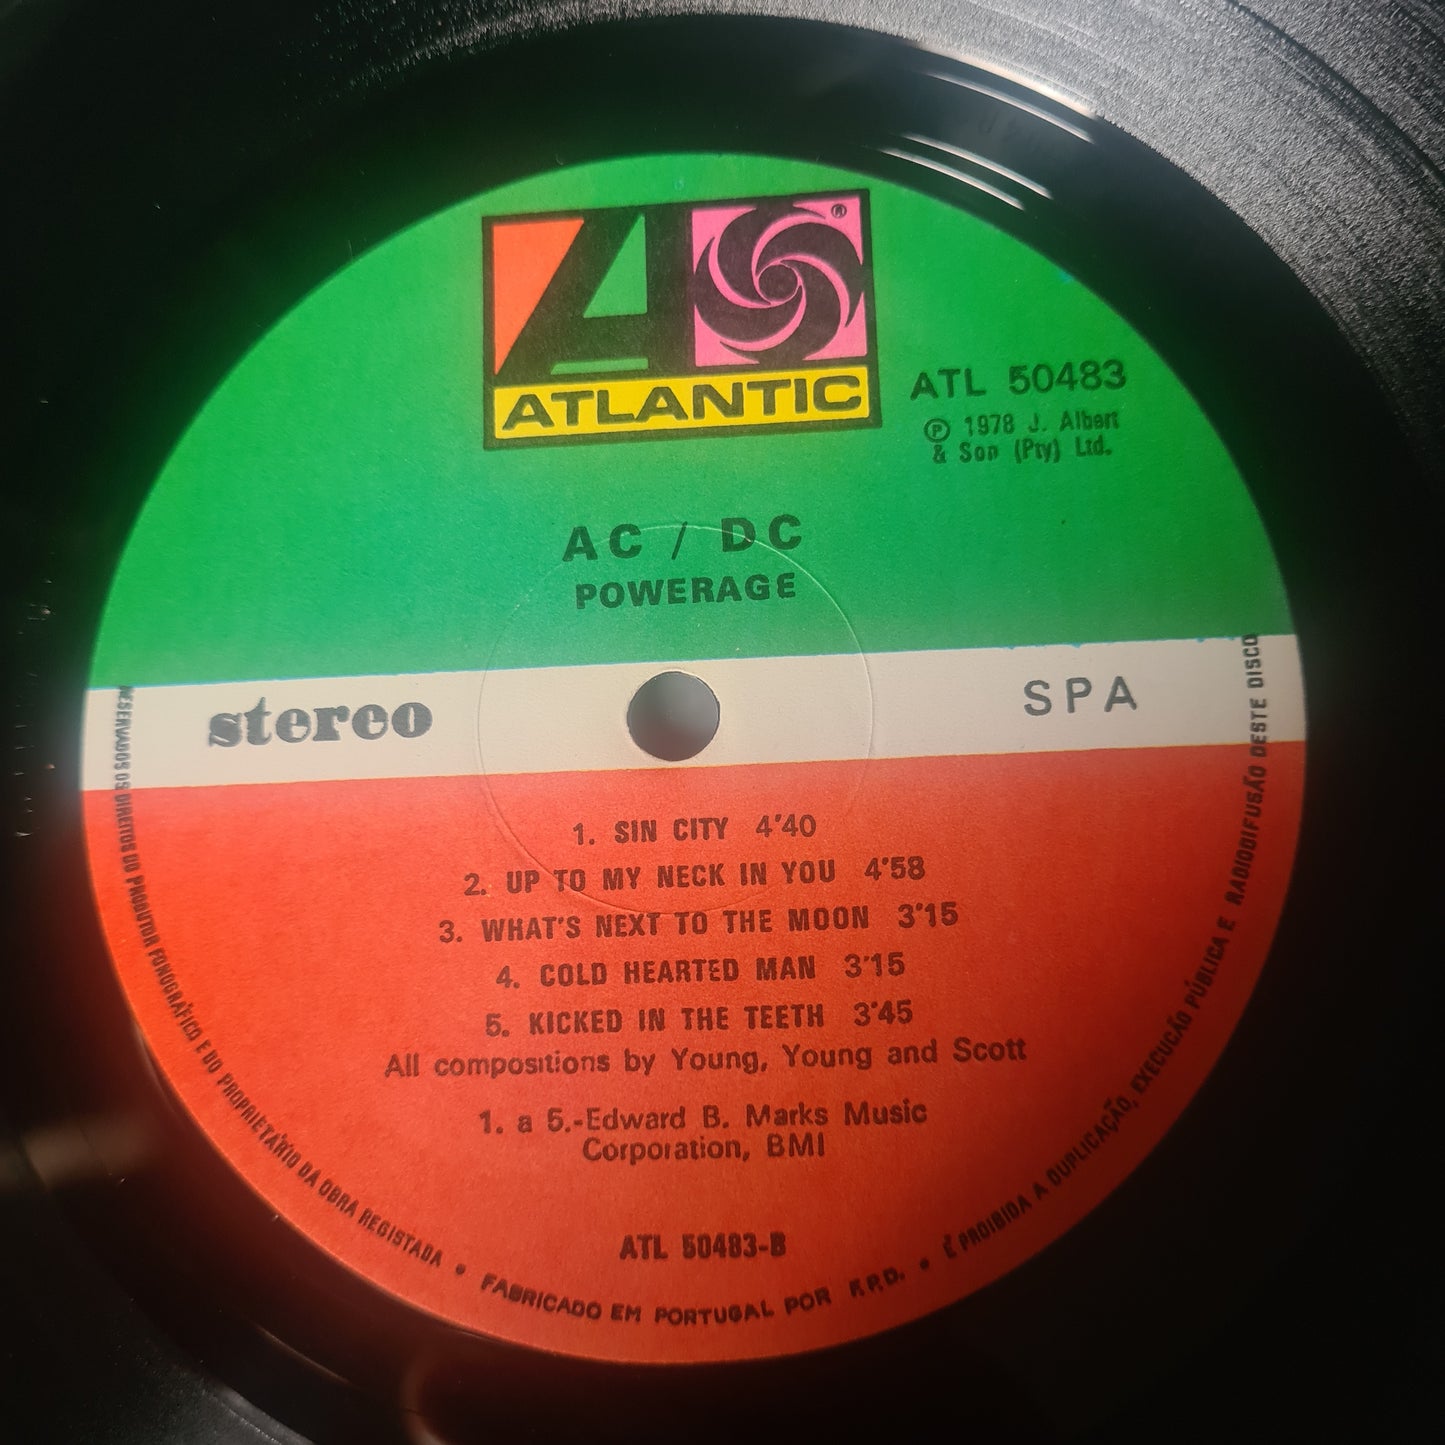 ®
ATLANTIC
ATL 50483
Ⓟ 1978 J. Albert
& Son (Pty) Ltd.
AC / DC
POWERAGE
stereo
SPA
1. SIN CITY 4'40
2. UP TO MY NECK IN YOU 4'58
3. WHAT'S NEXT TO THE MOON 3'15
4. COLD HEARTED MAN 3'15
5. KICKED IN THE TEETH 3'45
All compositions by Young, Young and Scott
1. a 5.-Edward B. Marks Music
Corporation, BMI
ATL 50483-B
RESERVADOS OS DIREITOS DO PRODUTOR FONOGRÁFICO E DO PROPRIETÁRIO DA OBRA REGISTADA • FABRICADO EM PORTUGAL POR F.P.D. • É PROIBIDA A DUPLICAÇÃO, EXECUCÃO PÚBLICA E RADIODIFUSÃO DESTE DISCO